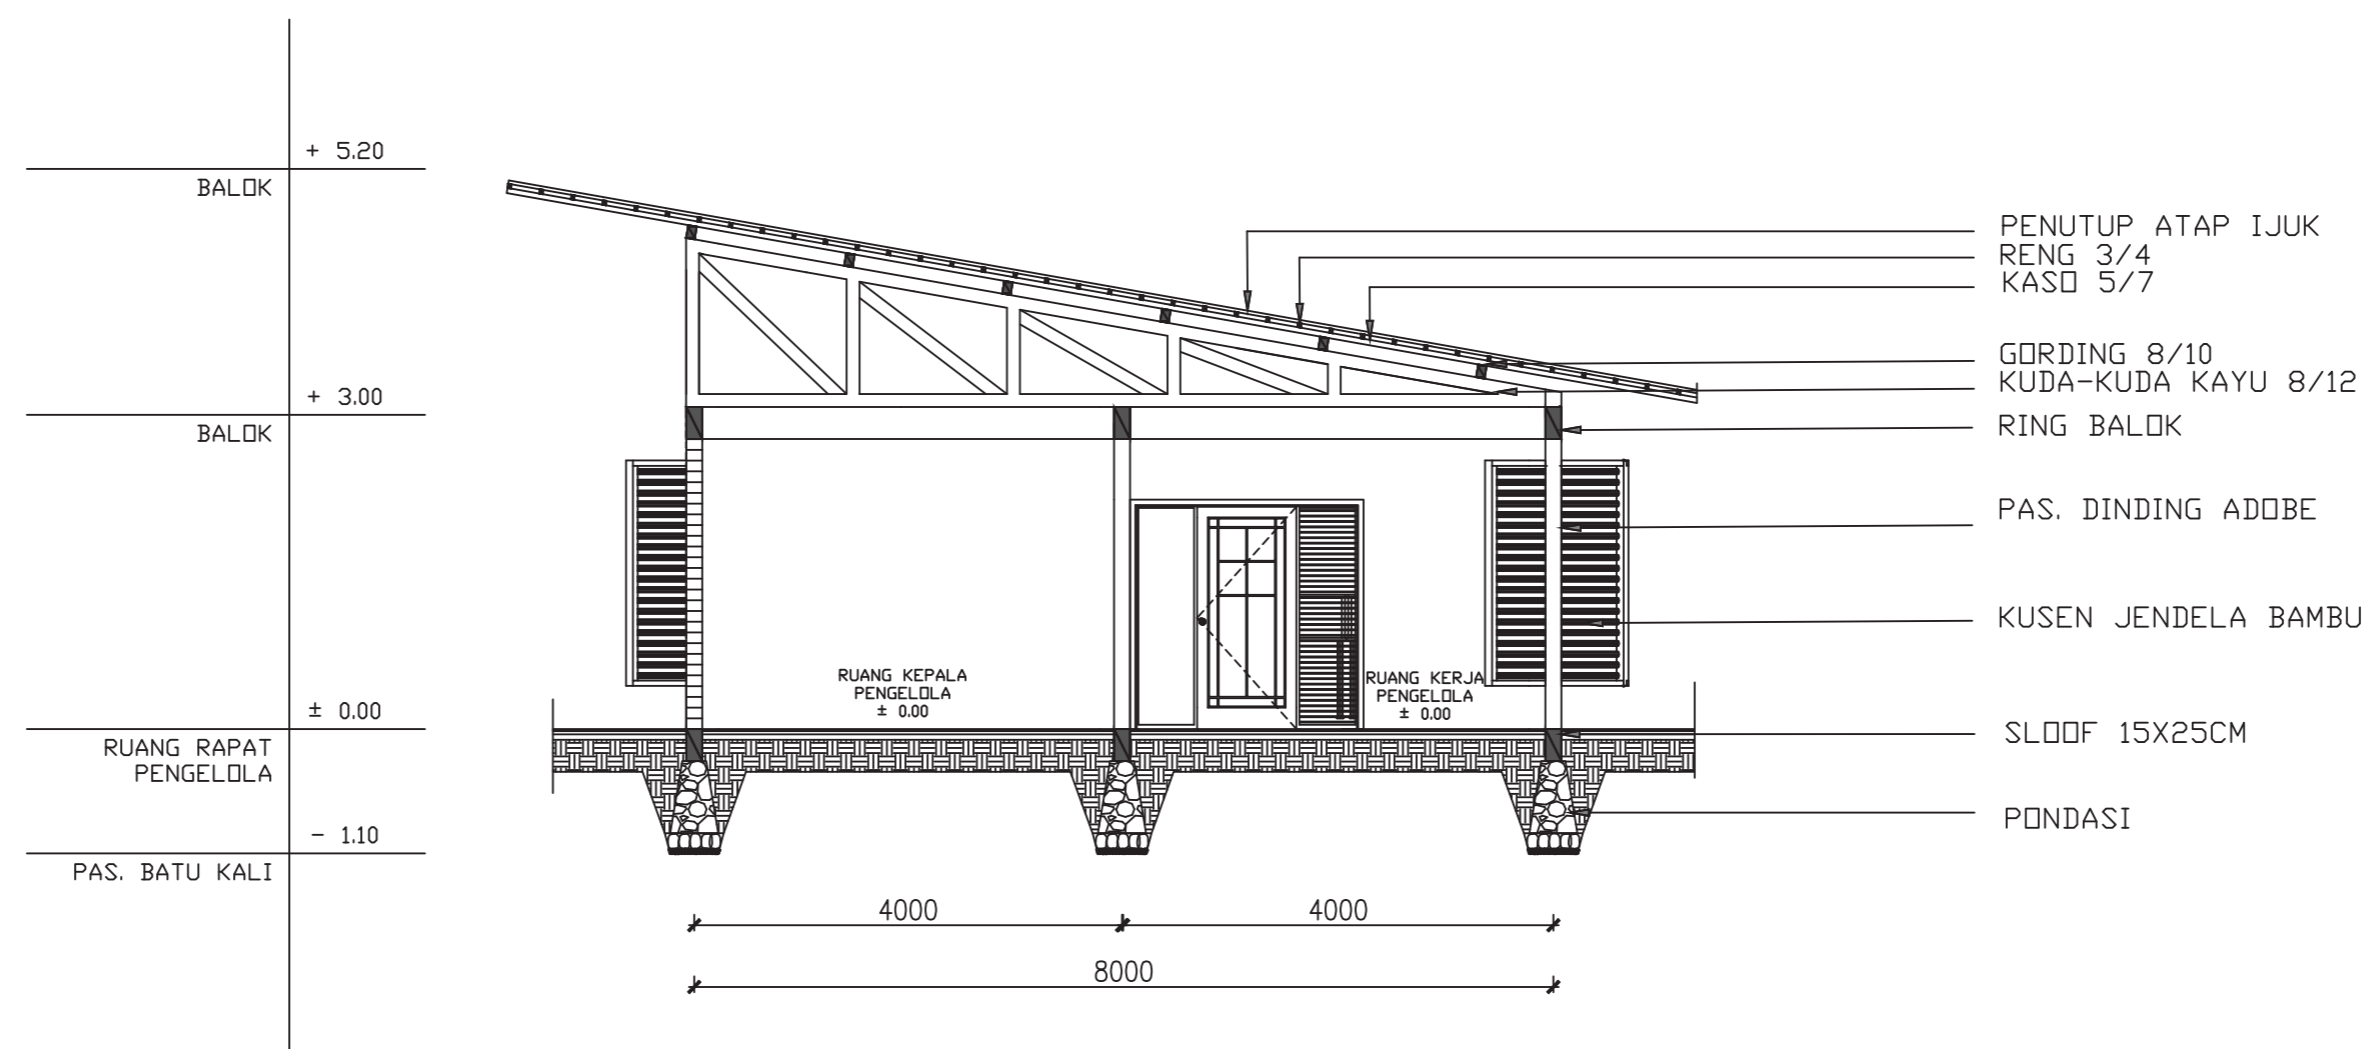 + 5.20
BALOK
+ 3.00
BALOK
± 0.00
RUANG RAPAT
PENGELOLA
- 1.10
PAS. BATU KALI
RUANG KEPALA
PENGELOLA
± 0.00
RUANG KERJA
PENGELOLA
± 0.00
4000
4000
8000
PENUTUP ATAP IJUK
RENG 3/4
KASO 5/7
GORDING 8/10
KUDA-KUDA KAYU 8/12
RING BALOK
PAS. DINDING ADOBE
KUSEN JENDELA BAMBU
SLOOF 15X25CM
PONDASI